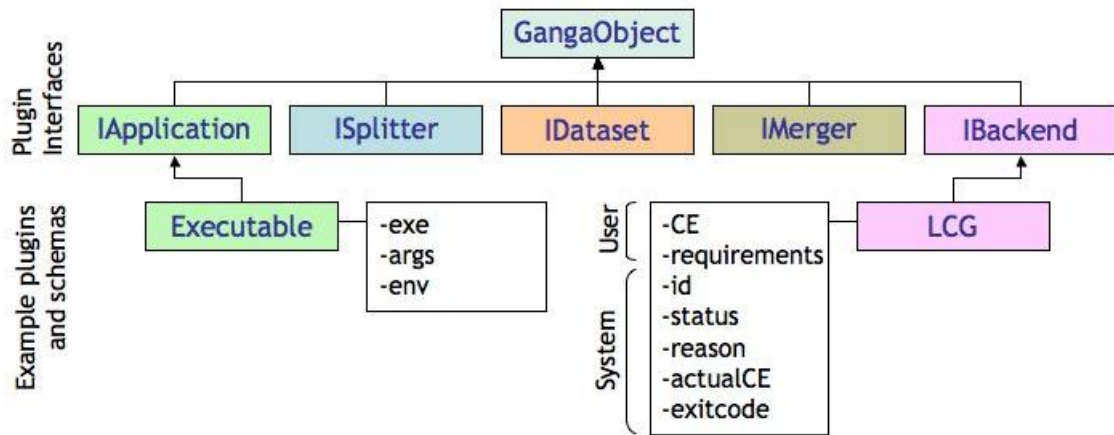 GangaObject
Plugin
Interfaces
IApplication
ISplitter
IDataset
IMerger
IBackend
Example plugins
and schemas
Executable
-exe
-args
-env
User
System
-CE
-requirements
-id
-status
-reason
-actualCE
-exitcode
LCG